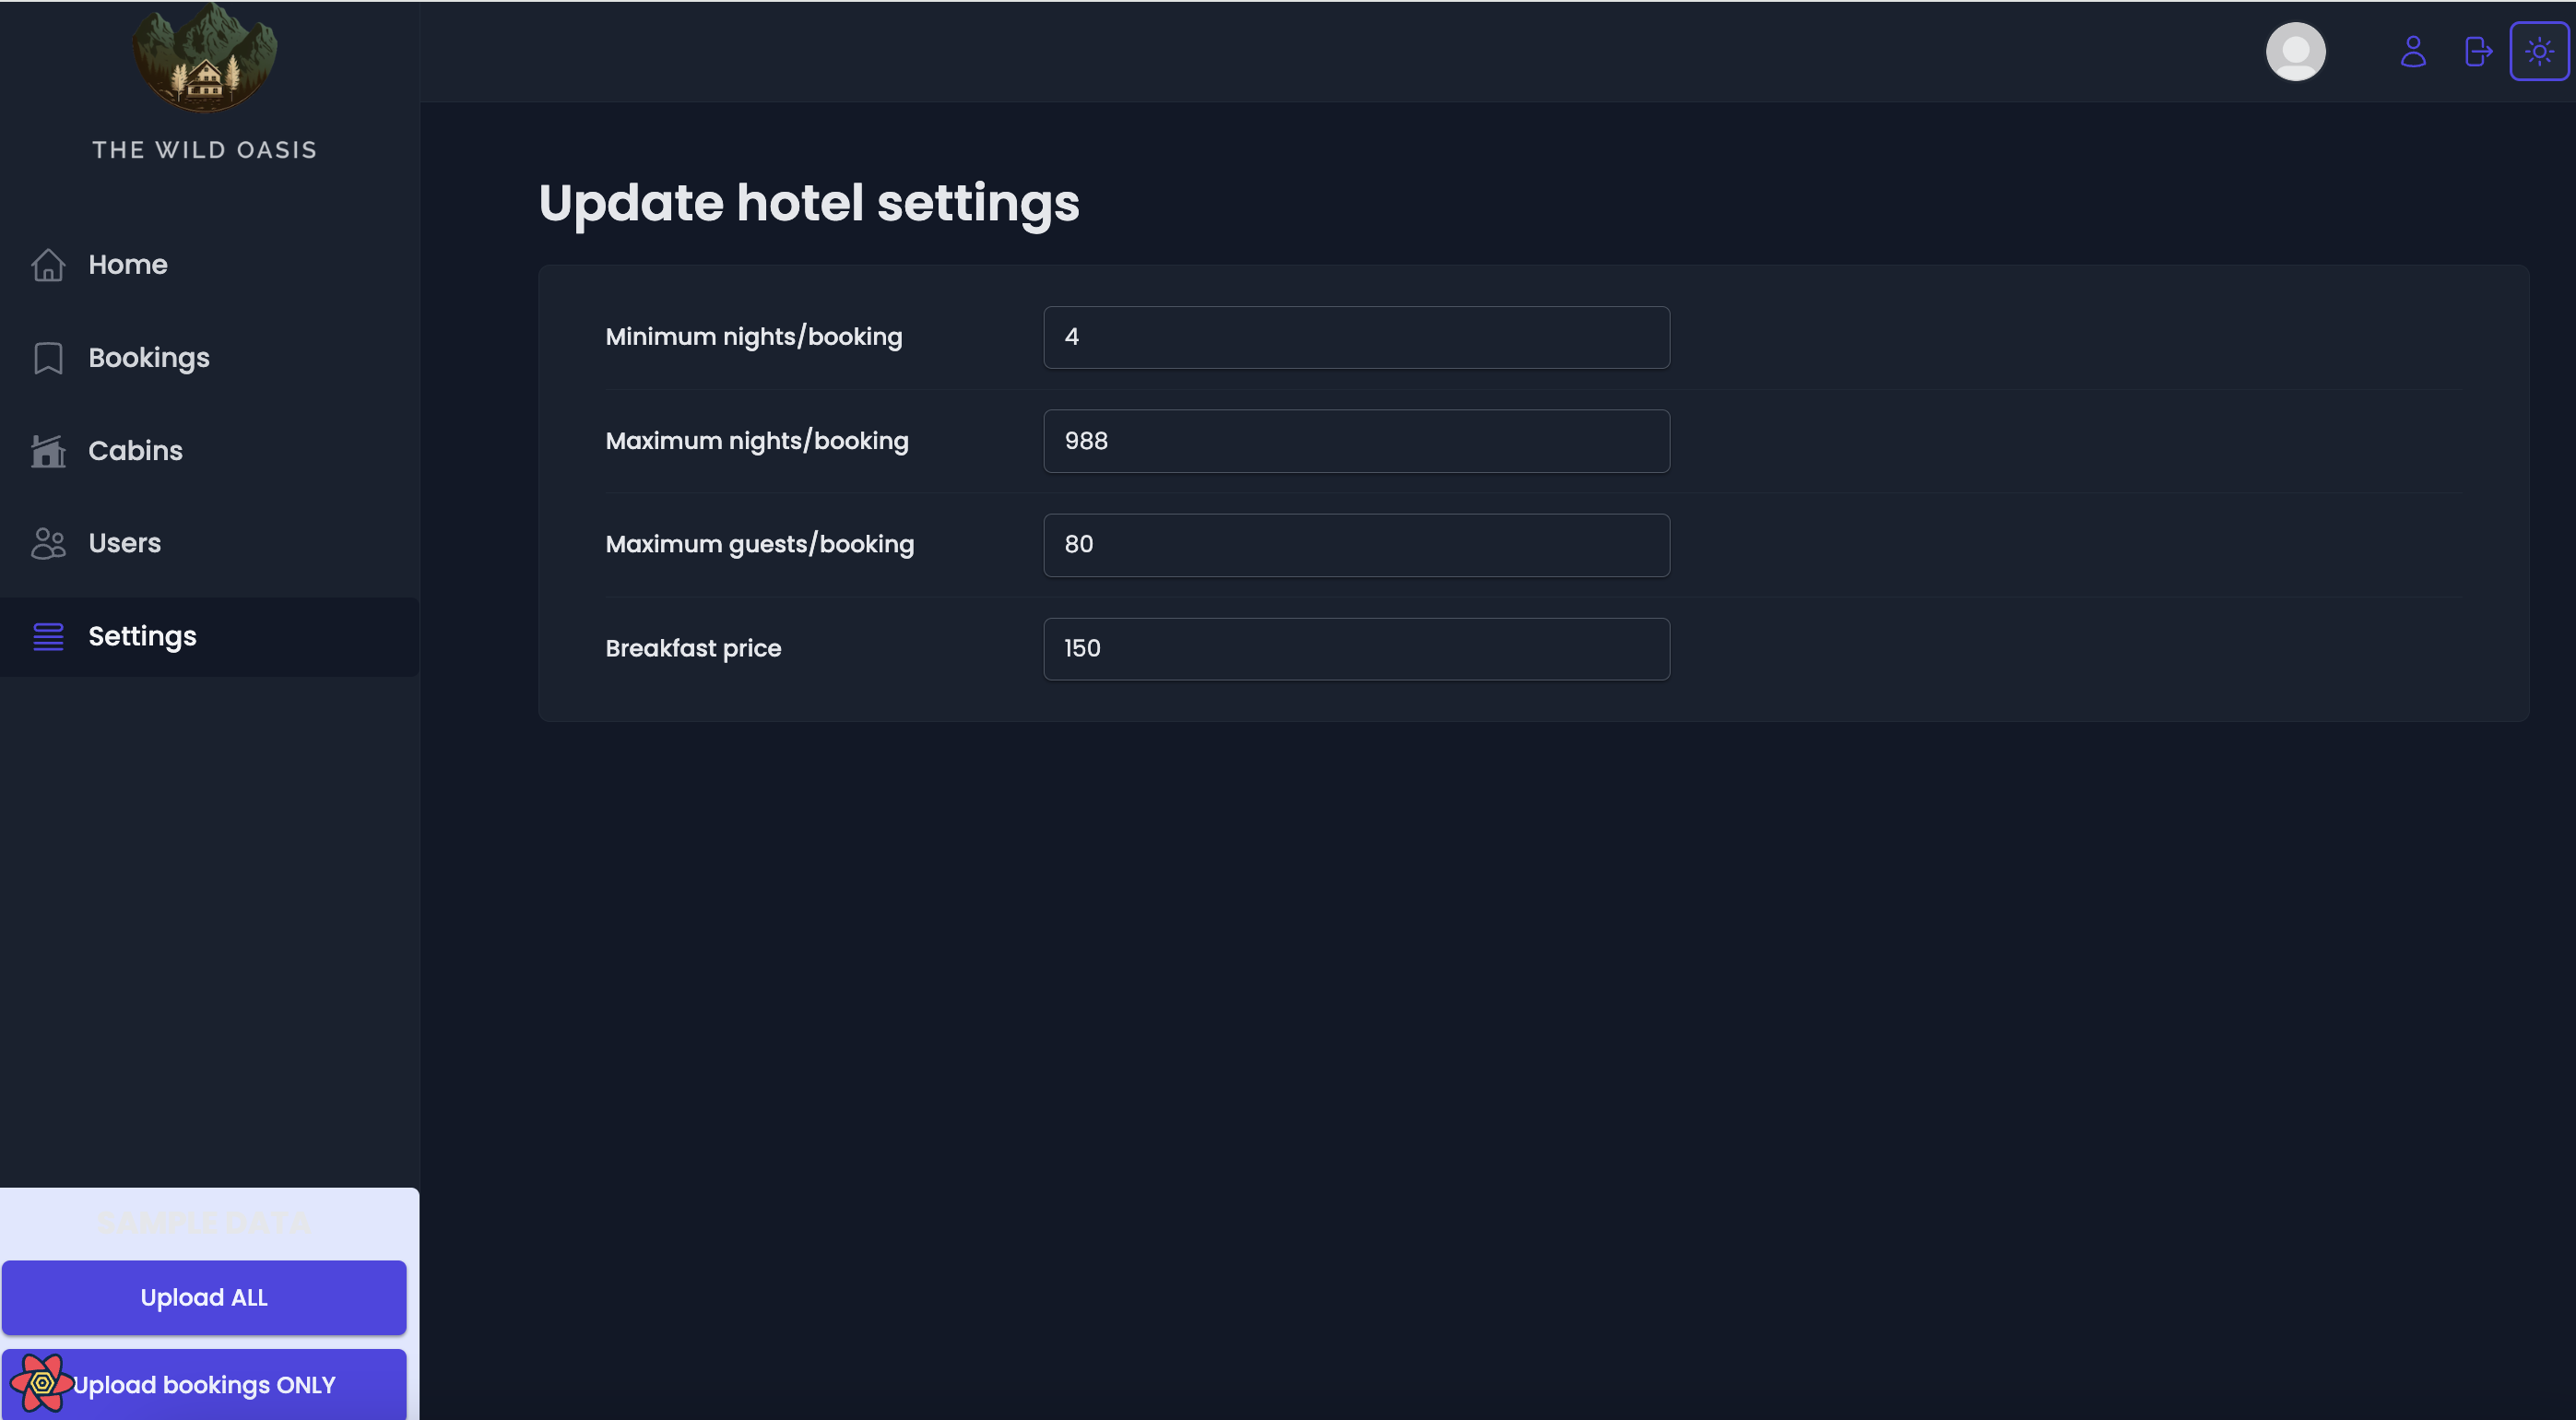 THE WILD OASIS
Home
Bookings
Cabins
Users
Settings
SAMPLE DATA
Upload ALL
Upload bookings ONLY
Update hotel settings
Minimum nights/booking 4
Maximum nights/booking 988
Maximum guests/booking 80
Breakfast price 150